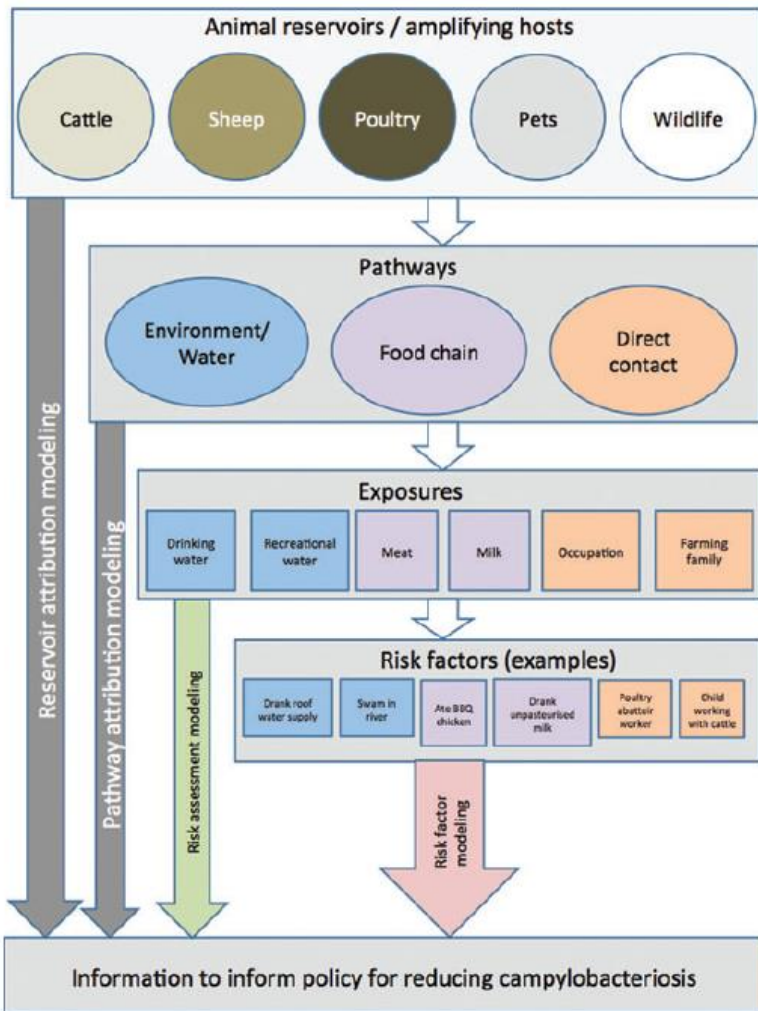 Animal reservoirs / amplifying hosts
Cattle
Sheep
Poultry
Pets
Wildlife
Pathways
Environment/
Water
Food chain
Direct
contact
Exposures
Drinking
water
Recreational
water
Meat
Milk
Occupation
Farming
family
Risk factors (examples)
Drank roof
water supply
Swam in
river
Ate BBQ
chicken
Drank
unpasteurised
milk
Poultry
abattoir
worker
Child
working
with cattle
Reservoir attribution modeling
Pathway attribution modeling
Risk assessment modeling
Risk factor
modeling
Information to inform policy for reducing campylobacteriosis